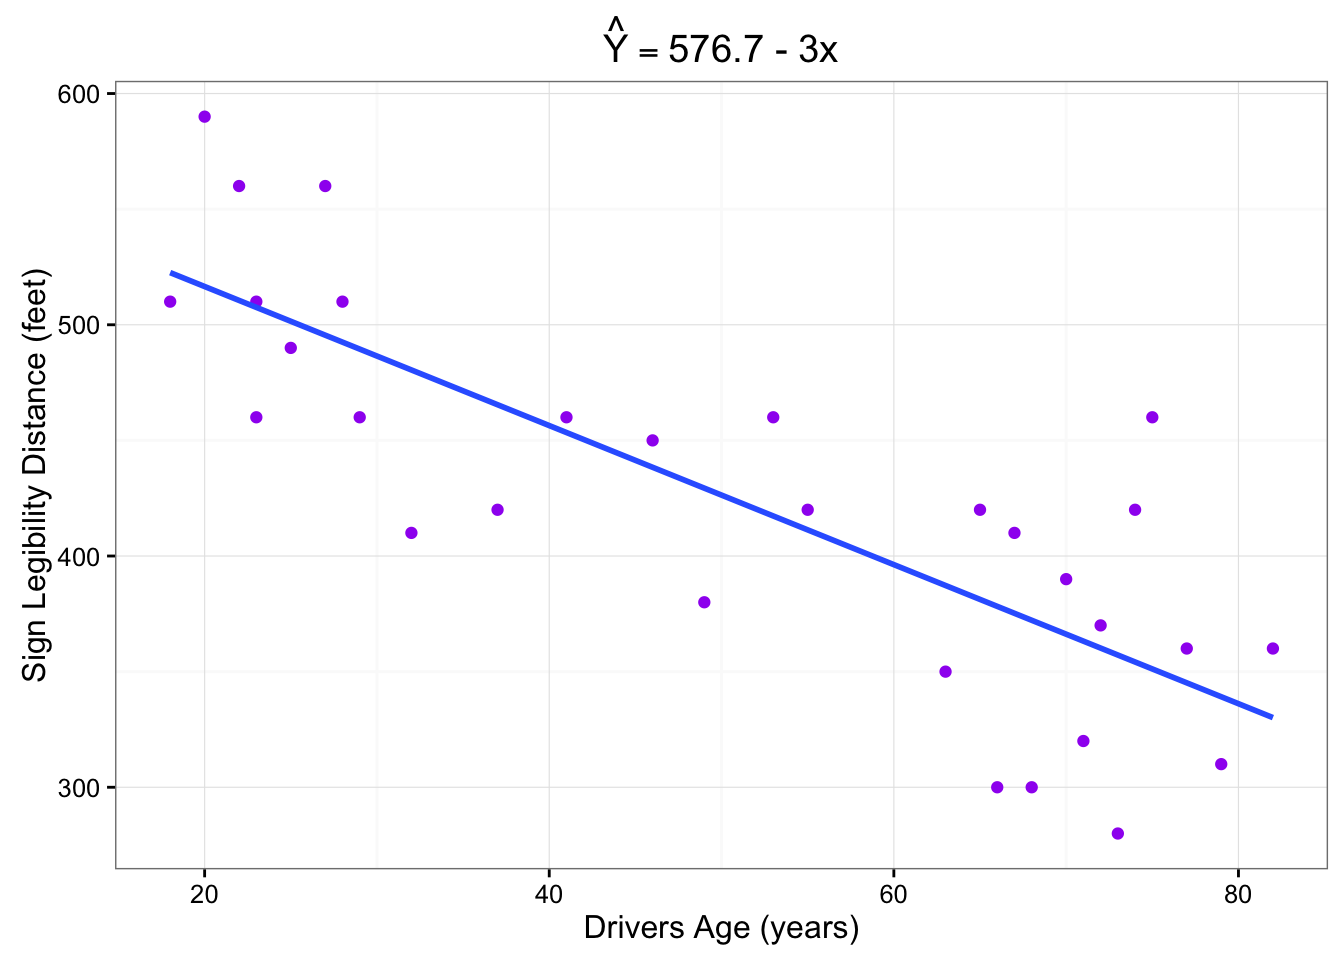 Ŷ = 576.7 - 3x
600
500
400
300
Sign Legibility Distance (feet)
20 40 60 80
Drivers Age (years)